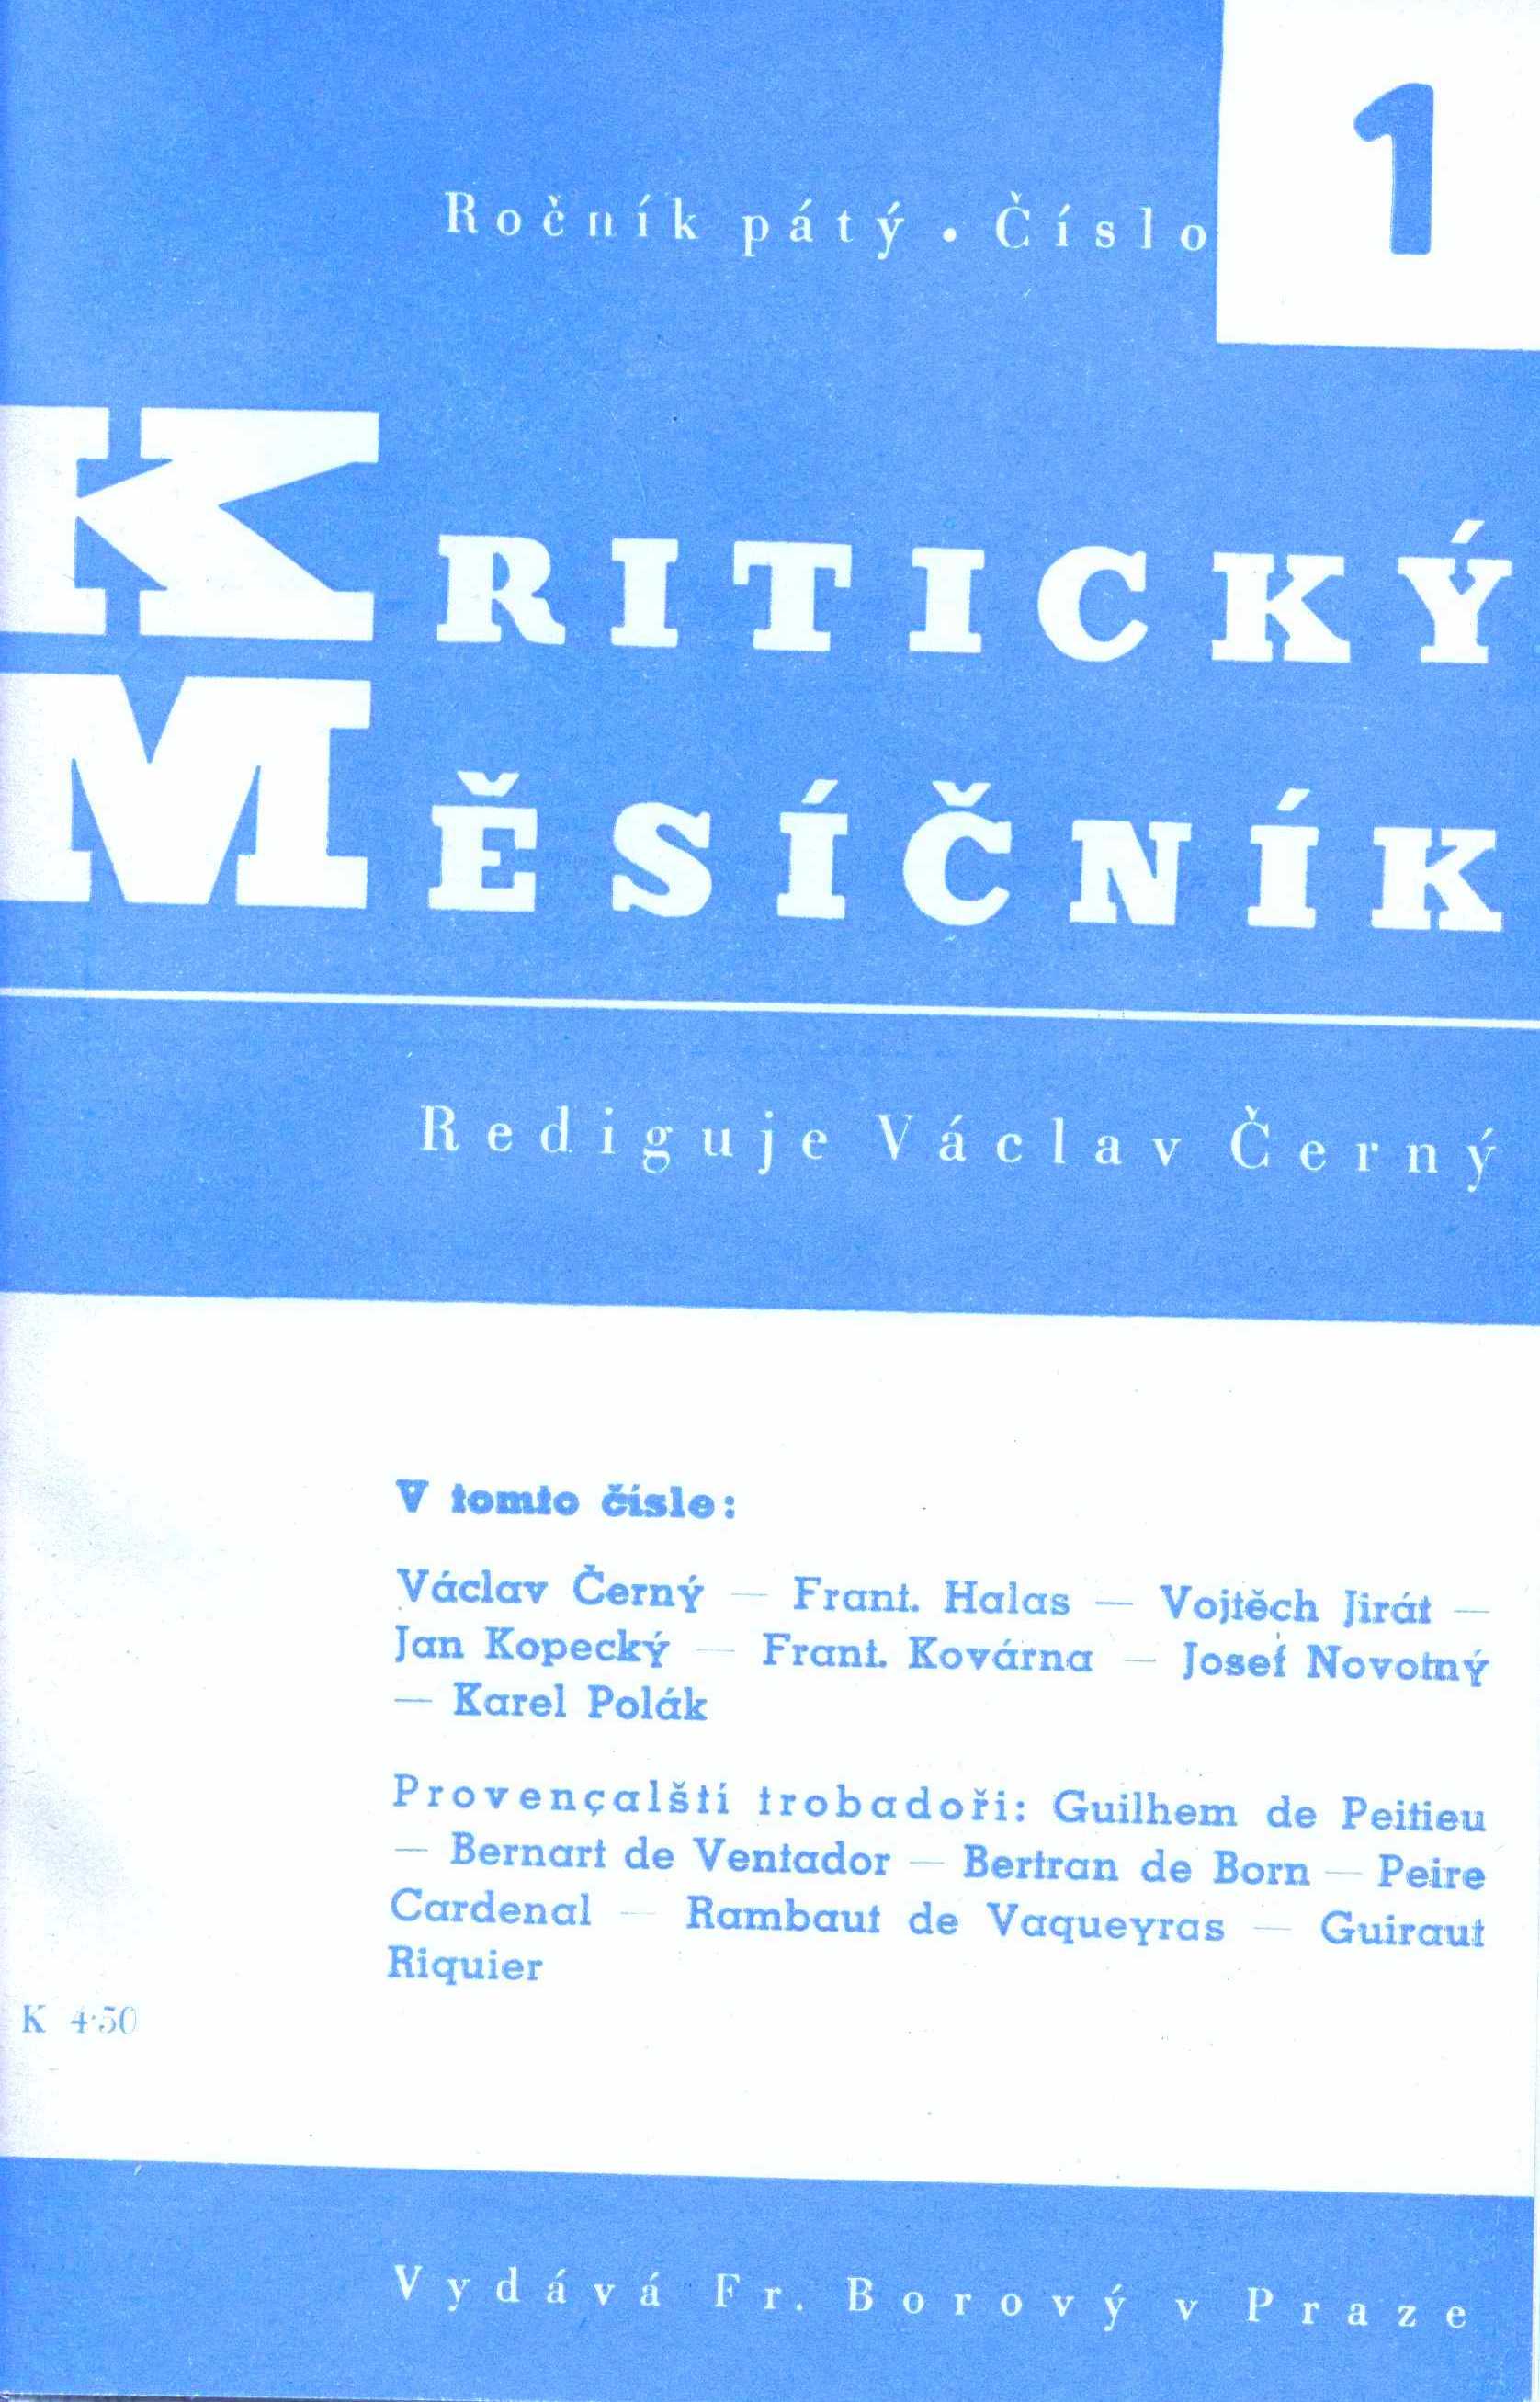 1
Ročník pátý • Číslo
KRITICKÝ
MĚSÍČNÍK
Rediguje Václav Černý
V tomto čísle:
Václav Černý — Frant. Halas — Vojtěch Jirát —
Jan Kopecký — Frant. Kovárna — Josef Novotný
— Karel Polák
Provençalští trobadoři: Guilhem de Peitieu
— Bernart de Ventador — Bertran de Born — Peire
Cardenal — Rambaut de Vaqueyras — Guiraut
Riquier
K 4·50
Vydává Fr. Borový v Praze